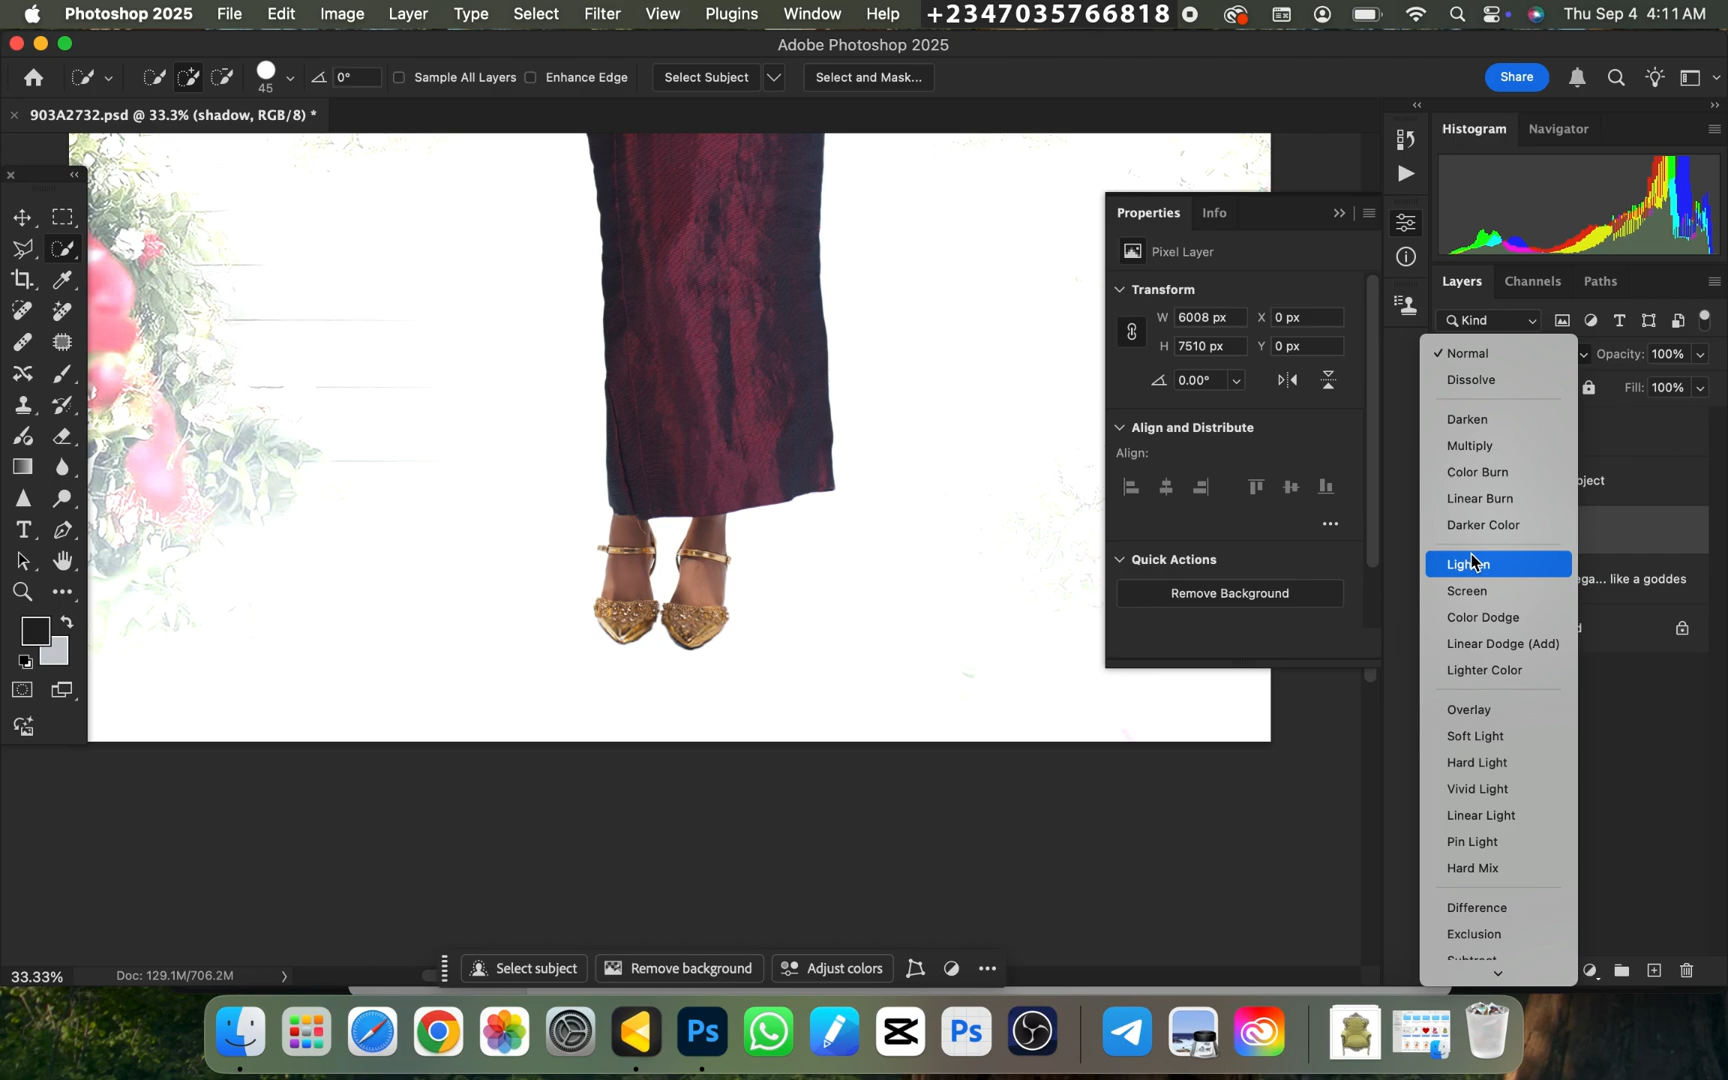 Photoshop 2025 File Edit Image Layer Type Select Filter View Plugins Window Help +2347035766818 Thu Sep 4 4:11 AM
Adobe Photoshop 2025
45 0° Sample All Layers Enhance Edge Select Subject Select and Mask... Share
× 903A2732.psd @ 33.3% (shadow, RGB/8) *
Histogram Navigator
Properties Info
Pixel Layer
Transform
W 6008 px X 0 px
H 7510 px Y 0 px
0.00°
Align and Distribute
Align:
Quick Actions
Remove Background
Layers Channels Paths
Kind
Opacity: 100%
Fill: 100%
✓ Normal
Dissolve
Darken
Multiply
Color Burn
Linear Burn
Darker Color
Lighten
Screen
Color Dodge
Linear Dodge (Add)
Lighter Color
Overlay
Soft Light
Hard Light
Vivid Light
Linear Light
Pin Light
Hard Mix
Difference
Exclusion
like a goddes
33.33% Doc: 129.1M/706.2M
Select subject Remove background Adjust colors
Ps Ps